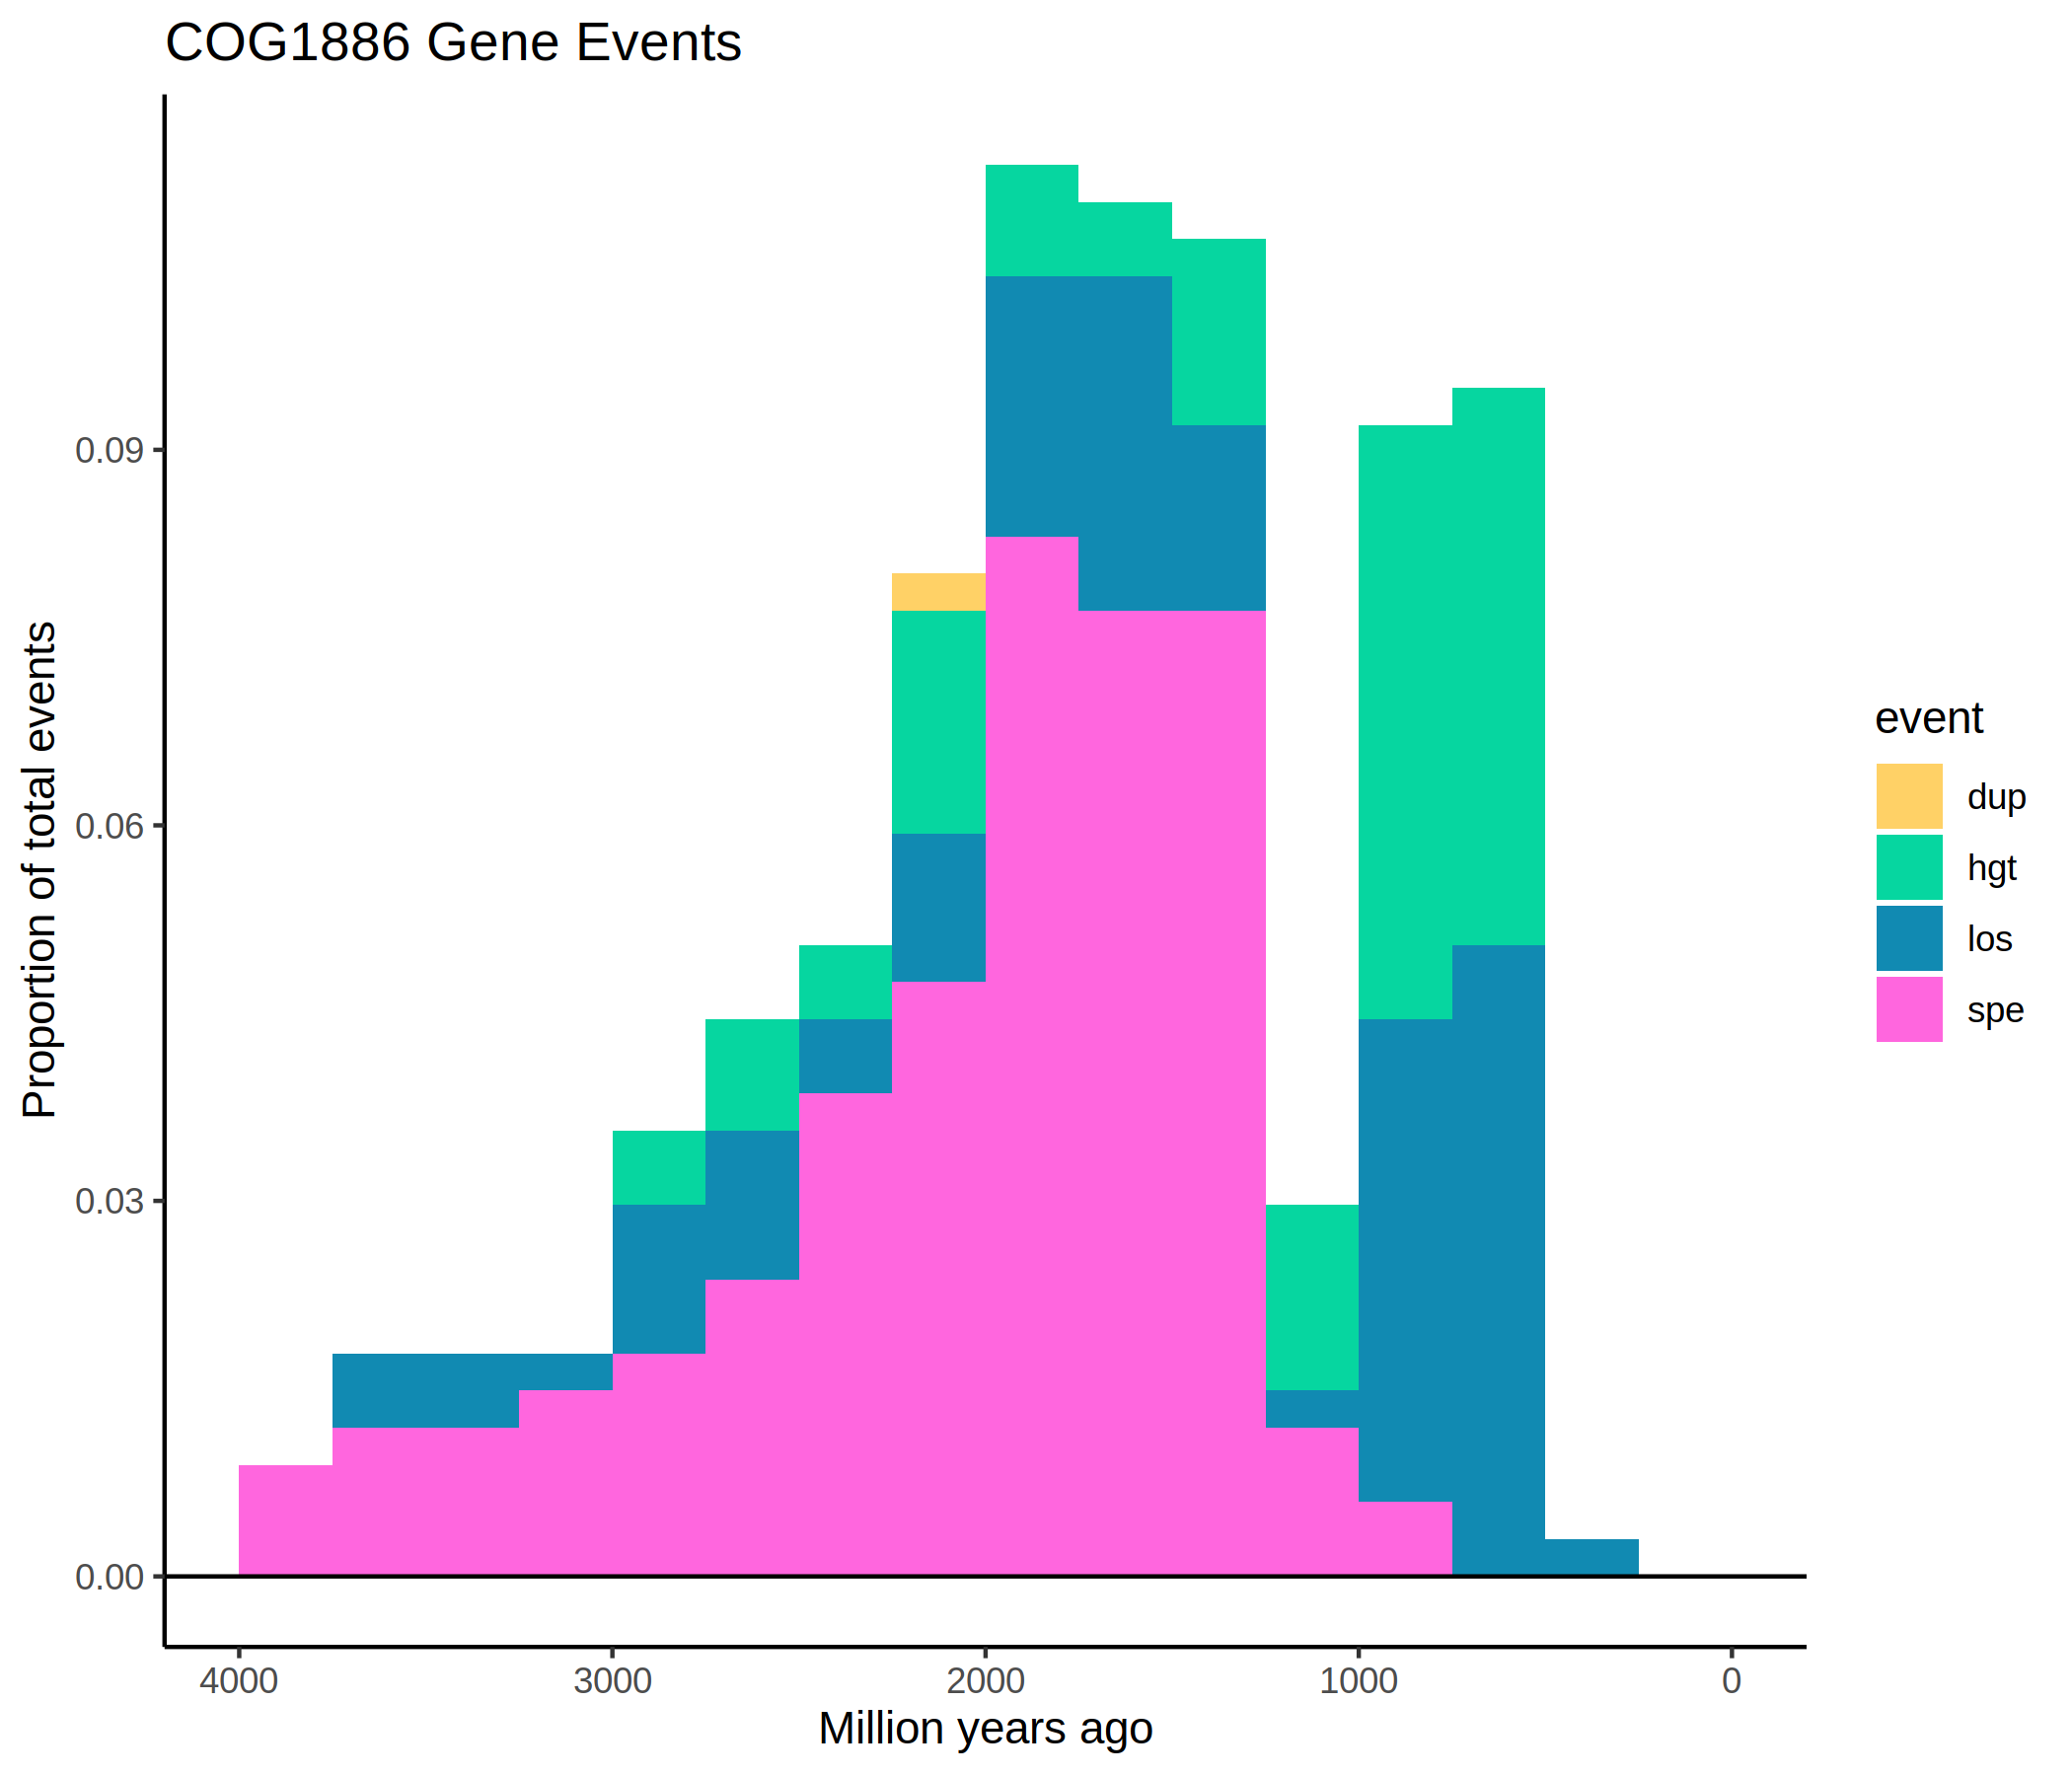 COG1886 Gene Events
Proportion of total events
0.09
0.06
0.03
0.00
4000 3000 2000 1000 0
Million years ago
event
dup
hgt
los
spe